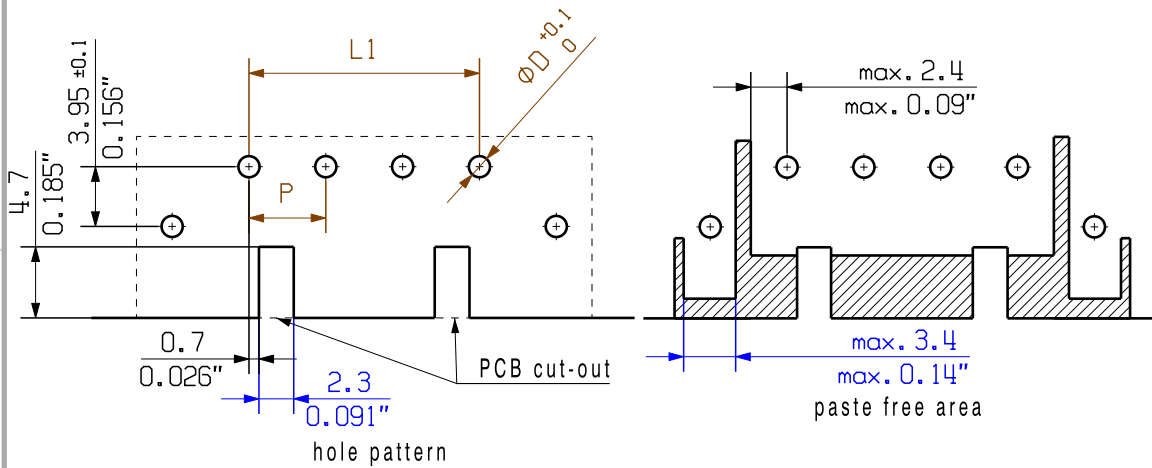 L1
ΦD +0.1
0
3.95 ±0.1
0.156"
max. 2.4
max. 0.09"
4.7
0.185"
P
0.7
0.026"
2.3
0.091"
PCB cut-out
hole pattern
max. 3.4
max. 0.14"
paste free area